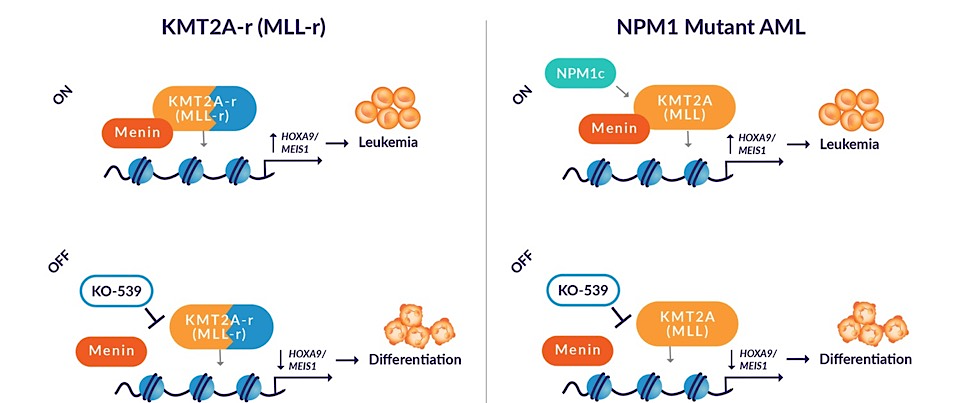 KMT2A-r (MLL-r)
ON
KMT2A-r
(MLL-r)
Menin
HOXA9/
MEIS1
Leukemia
OFF
KO-539
KMT2A-r
(MLL-r)
Menin
HOXA9/
MEIS1
Differentiation
NPM1 Mutant AML
ON
NPM1c
KMT2A
(MLL)
Menin
HOXA9/
MEIS1
Leukemia
OFF
KO-539
KMT2A
(MLL)
Menin
HOXA9/
MEIS1
Differentiation